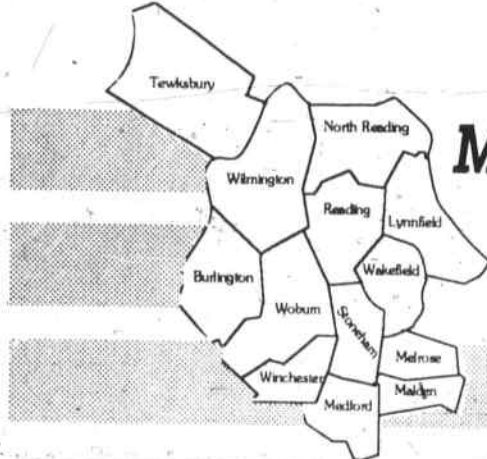 Tewksbury
North Reading
M
Wilmington
Reading
Lynnfield
Wakefield
Burlington
Woburn
Stoneham
Melrose
Winchester
Malden
Medford